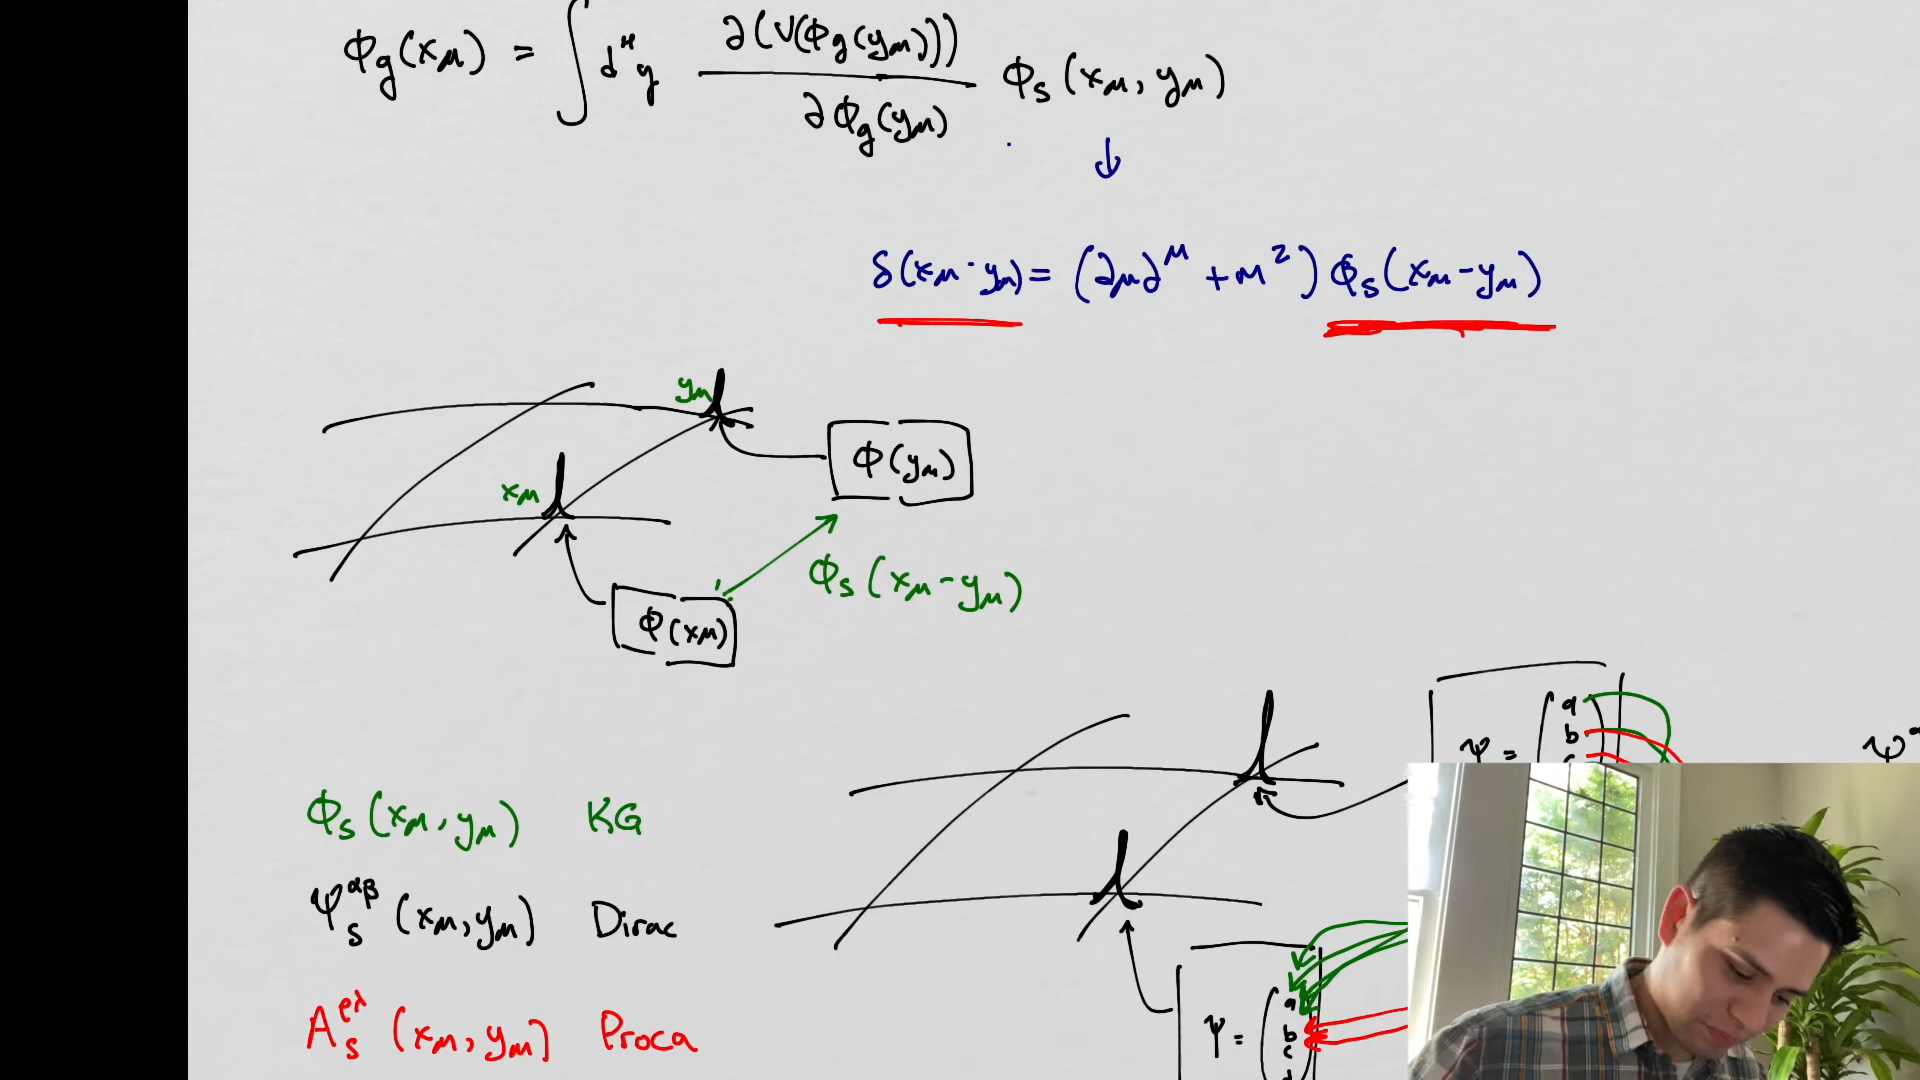 ϕg(xμ) = ∫ d⁴y ∂(V(ϕg(yμ))) / ∂ϕg(yμ) ϕs(xμ, yμ)
↓
δ(xμ - yμ) = (∂μ∂^μ + m²) ϕs(xμ - yμ)
yμ
ϕ(yμ)
xμ
ϕs(xμ - yμ)
ϕ(xμ)
a
b
ψ =
ϕs(xμ, yμ) KG
ψs^αβ(xμ, yμ) Dirac
a
As^ρλ(xμ, yμ) Proca
ψ = b
c
d